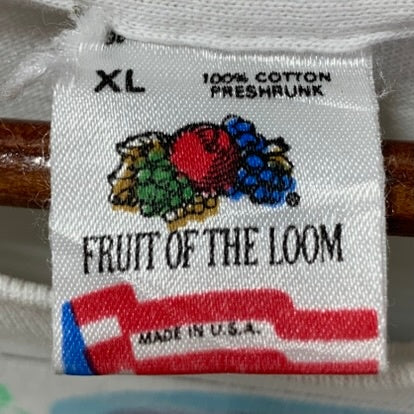 XL
100% COTTON
PRESHRUNK
®
FRUIT OF THE LOOM
MADE IN U.S.A.